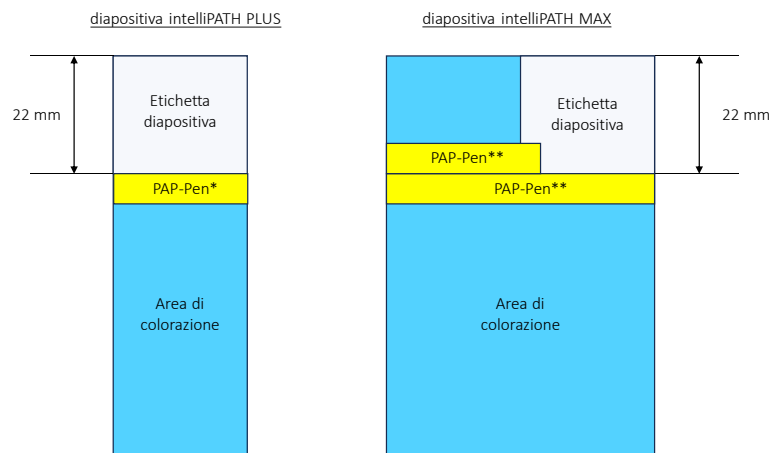 diapositiva intelliPATH PLUS
diapositiva intelliPATH MAX
22 mm
Etichetta
diapositiva
Etichetta
diapositiva
22 mm
PAP-Pen**
PAP-Pen*
PAP-Pen**
Area di
colorazione
Area di
colorazione